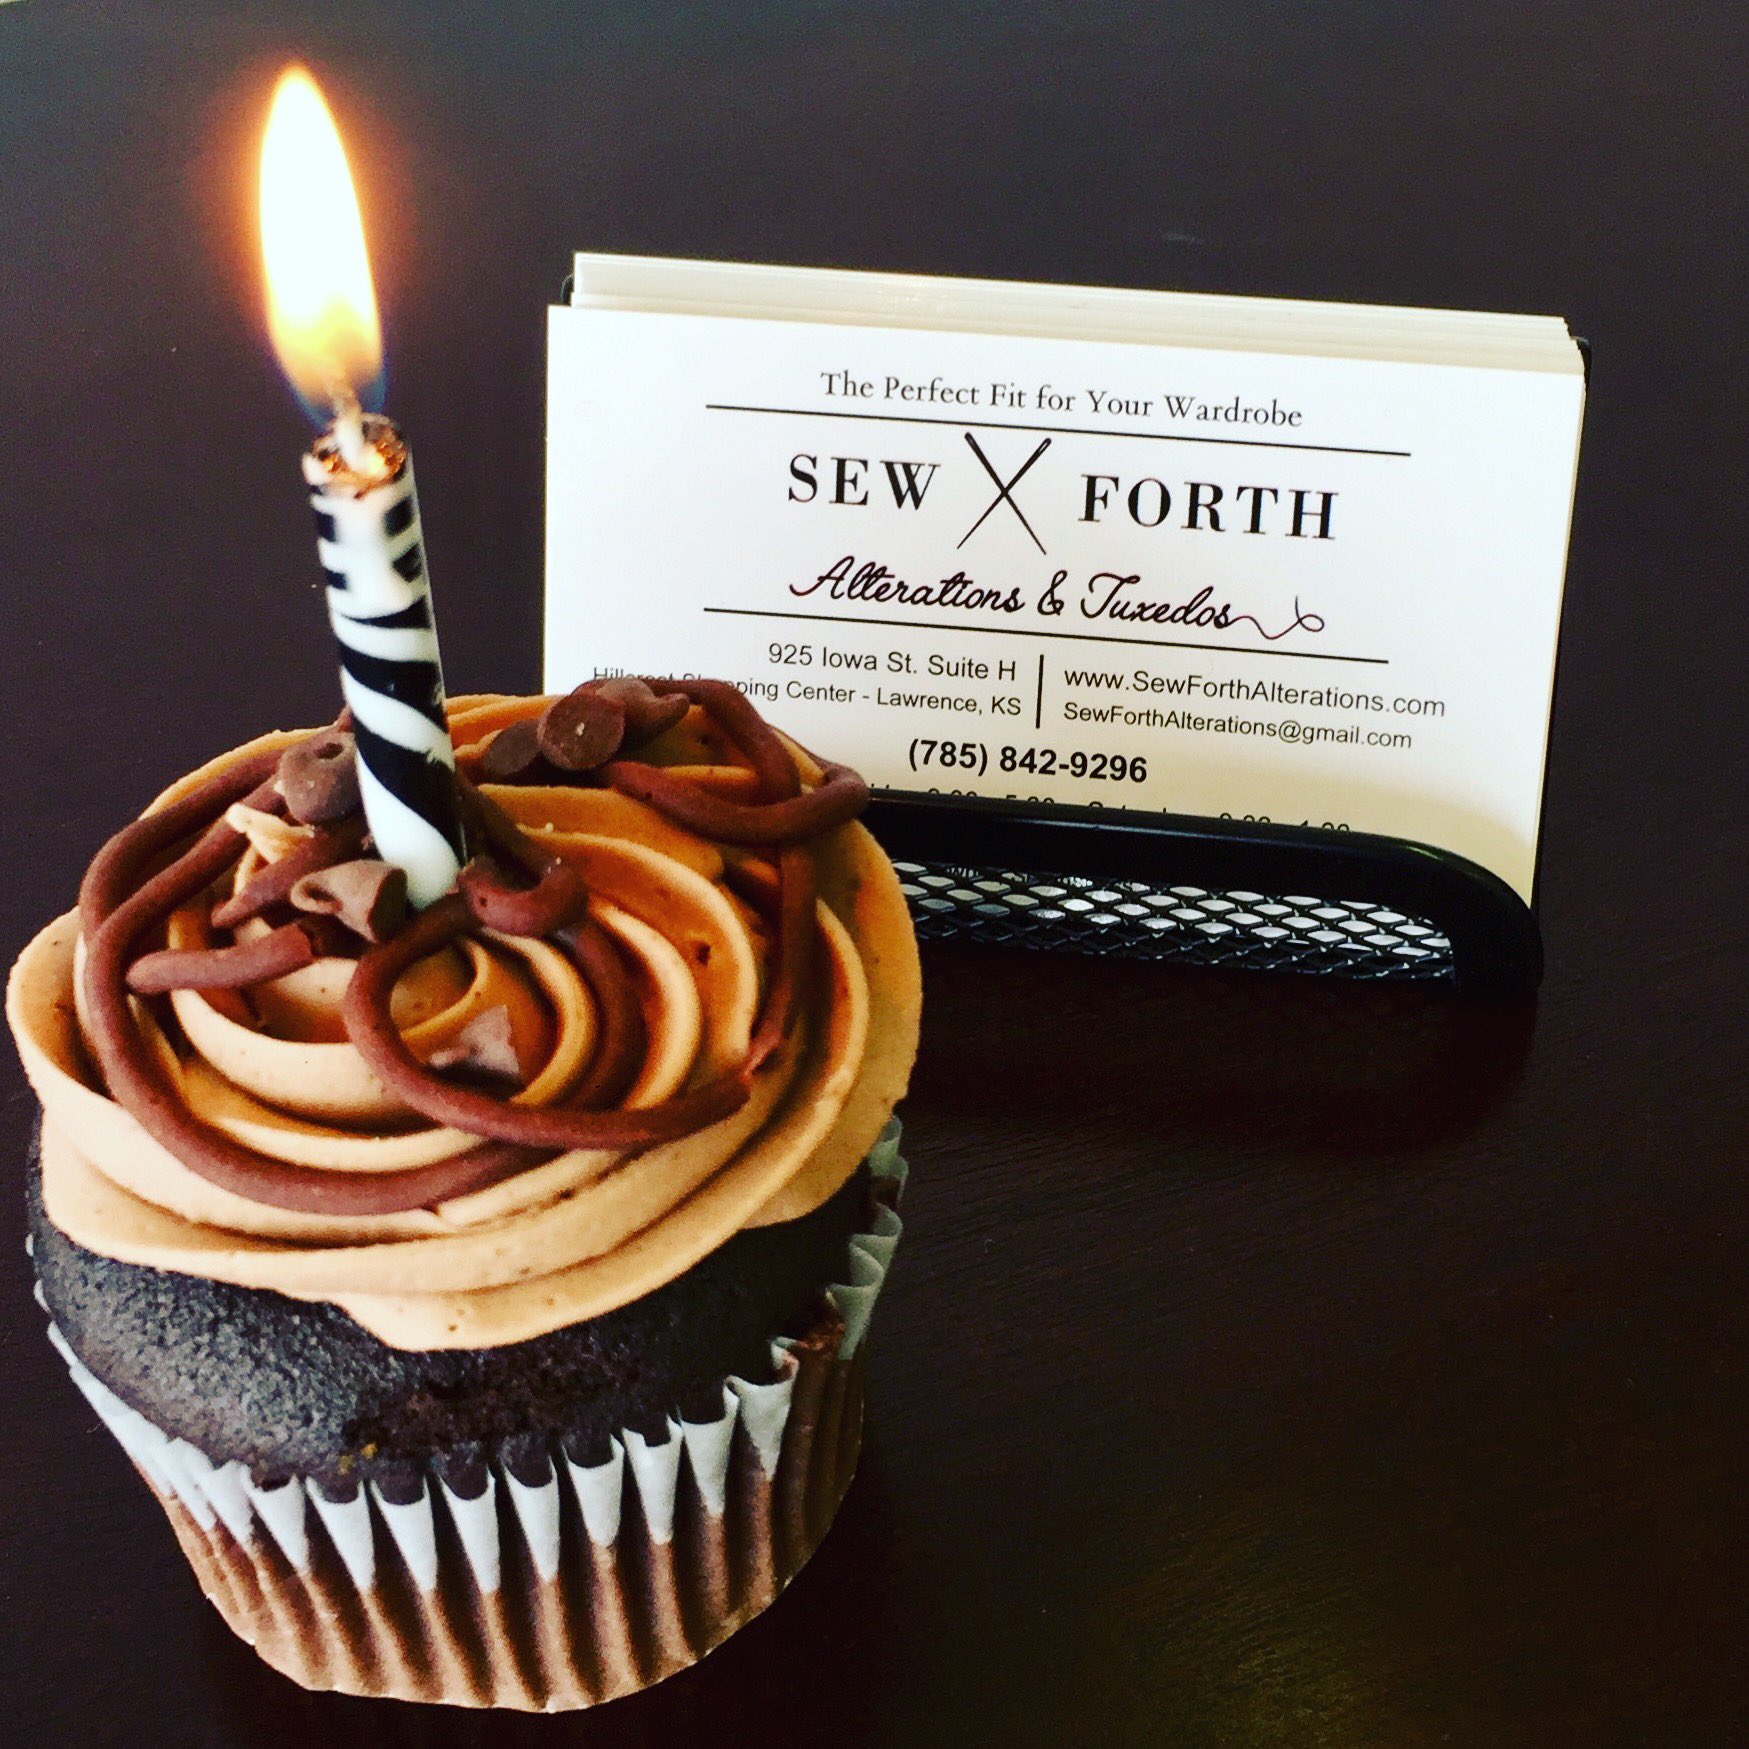 The Perfect Fit for Your Wardrobe
SEW FORTH
Alterations & Tuxedos
925 Iowa St. Suite H
Center - Lawrence, KS
www.SewForthAlterations.com
SewForthAlterations@gmail.com
(785) 842-9296